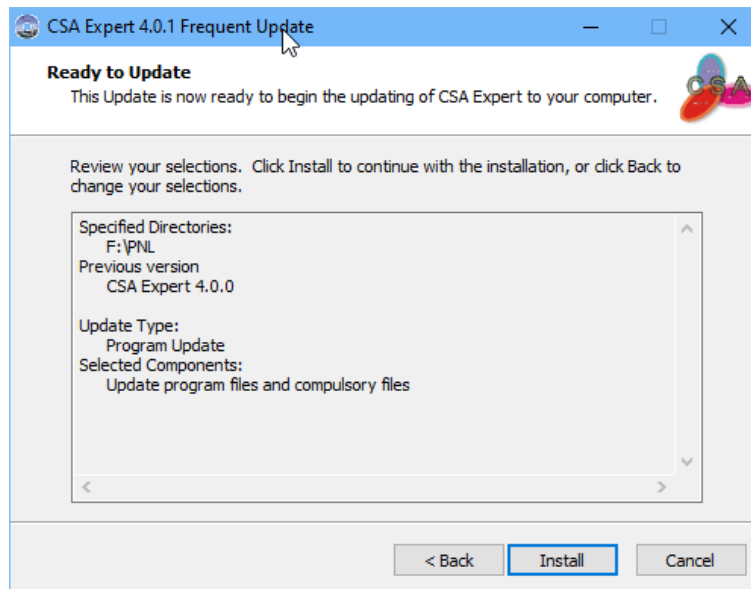 CSA Expert 4.0.1 Frequent Update
Ready to Update
This Update is now ready to begin the updating of CSA Expert to your computer.
CSA
Review your selections.  Click Install to continue with the installation, or click Back to
change your selections.
Specified Directories:
F:\PNL
Previous version
CSA Expert 4.0.0
Update Type:
Program Update
Selected Components:
Update program files and compulsory files
< Back
Install
Cancel